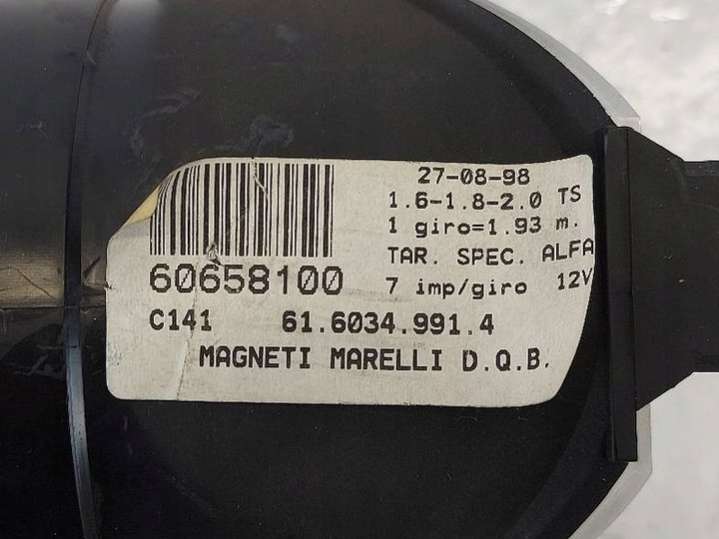 27-08-98
1.6-1.8-2.0 TS
1 giro=1.93 m.
TAR. SPEC. ALFA
60658100
7 imp/giro 12V
C141 61.6034.991.4
MAGNETI MARELLI D.Q.B.